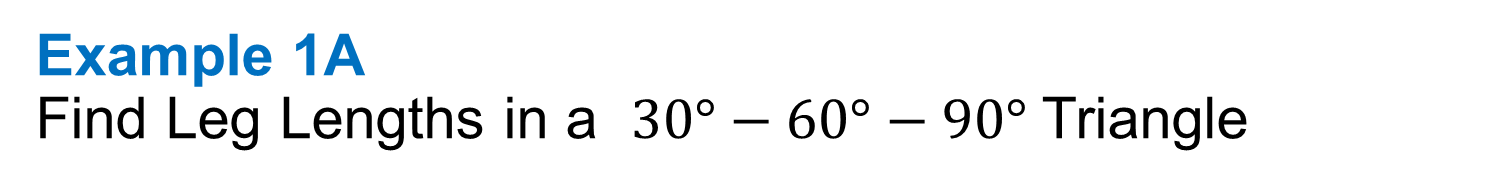 Example 1A
Find Leg Lengths in a 30° − 60° − 90° Triangle